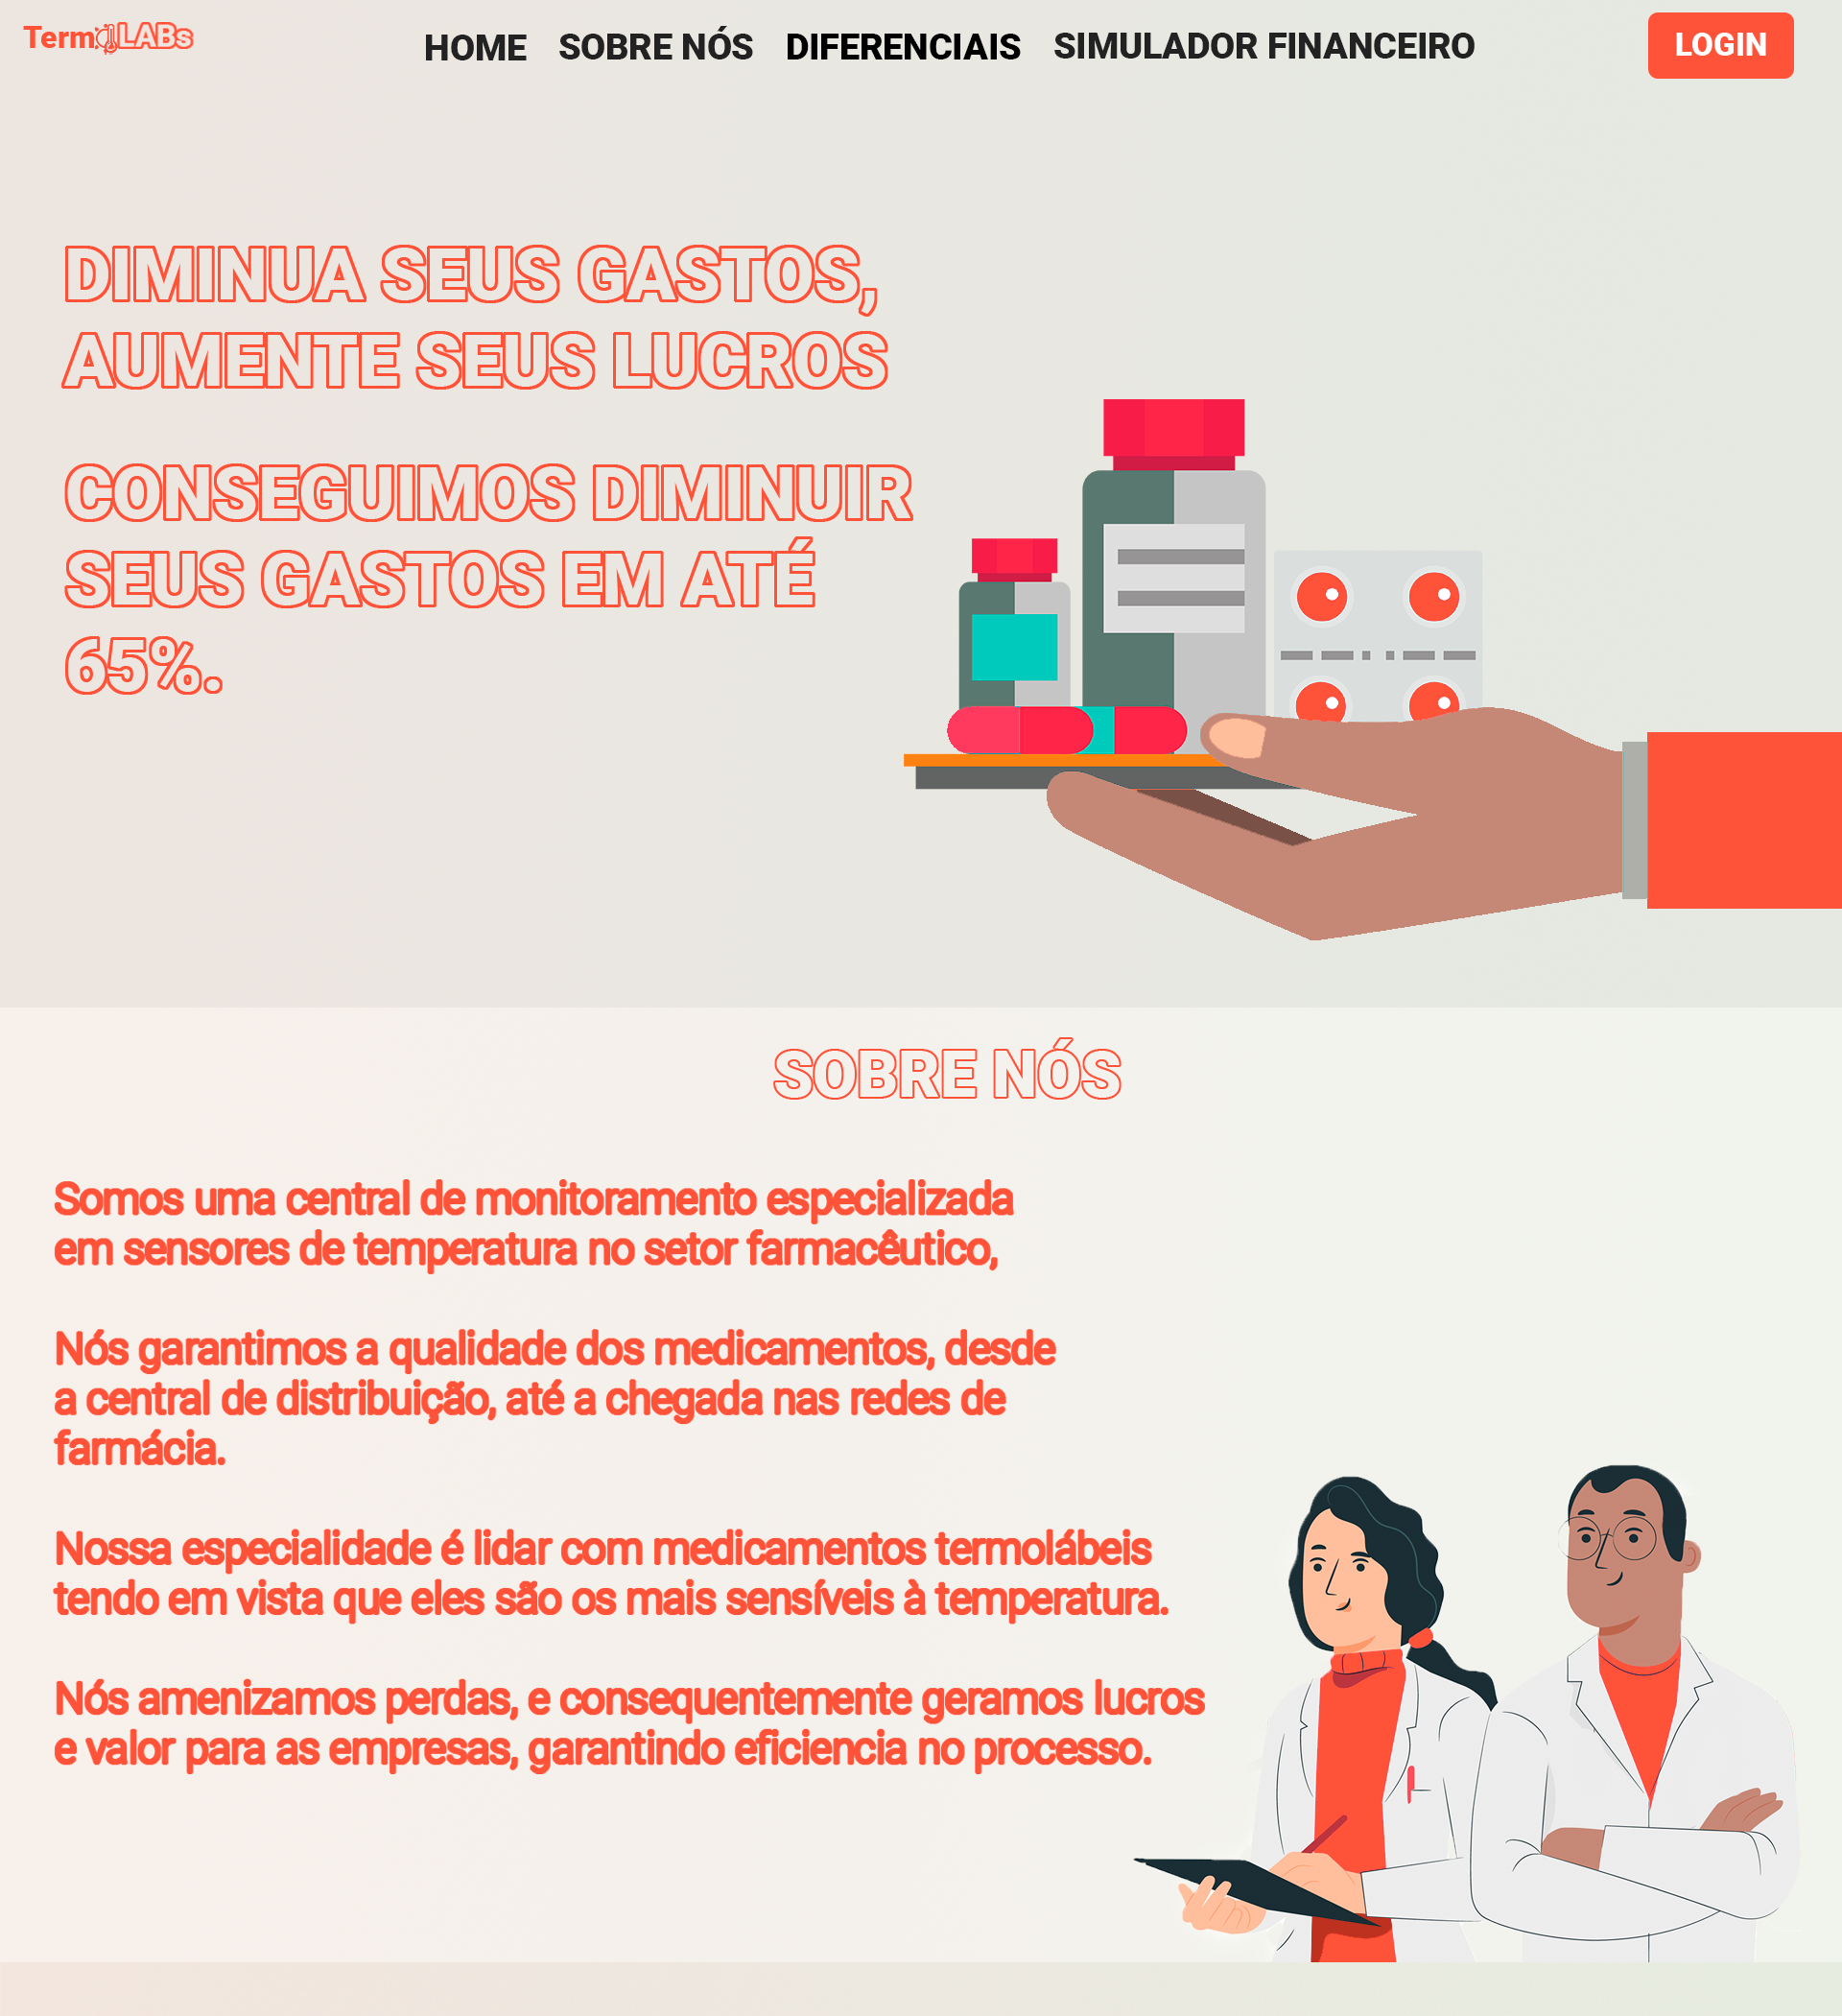 TermoLABs
HOME SOBRE NÓS DIFERENCIAIS SIMULADOR FINANCEIRO LOGIN
DIMINUA SEUS GASTOS,
AUMENTE SEUS LUCROS
CONSEGUIMOS DIMINUIR
SEUS GASTOS EM ATÉ
65%.
SOBRE NÓS
Somos uma central de monitoramento especializada
em sensores de temperatura no setor farmacêutico,
Nós garantimos a qualidade dos medicamentos, desde
a central de distribuição, até a chegada nas redes de
farmácia.
Nossa especialidade é lidar com medicamentos termolábeis
tendo em vista que eles são os mais sensíveis à temperatura.
Nós amenizamos perdas, e consequentemente geramos lucros
e valor para as empresas, garantindo eficiencia no processo.